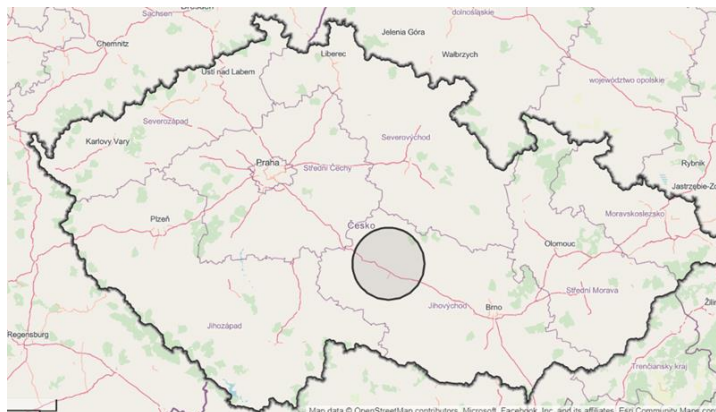 Sachsen
Dresden
dolnośląskie
Chemnitz
Liberec
Jelenia Góra
Wałbrzych
Ústí nad Labem
województwo opolskie
Karlovy Vary
Severozápad
Severovýchod
Praha
Střední Čechy
Rybnik
Jastrzębie-Zd
Plzeň
Česko
Moravskoslezsko
Olomouc
Střední Morava
Jihozápad
Jihovýchod
Brno
Žili
Regensburg
Trenčiansky kraj
Map data © OpenStreetMap contributors, Microsoft, Facebook, Inc. and its affiliates, Esri Community Maps con